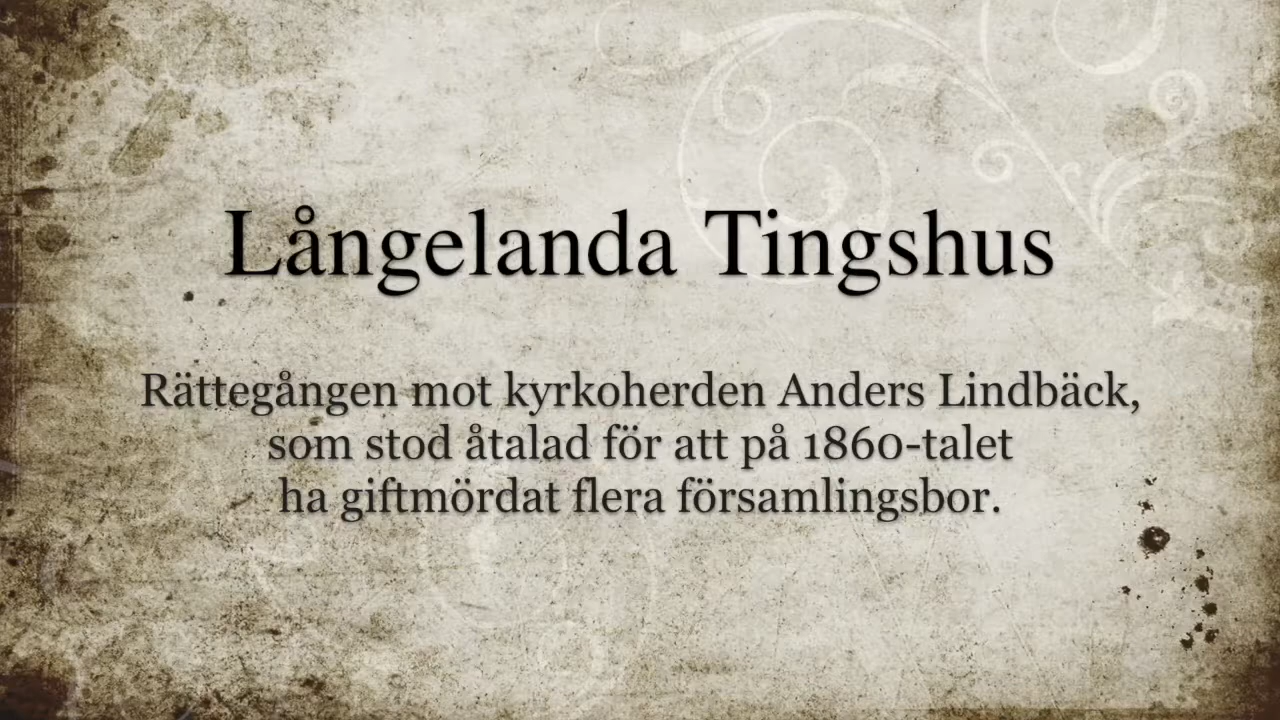 Långelanda Tingshus
Rättegången mot kyrkoherden Anders Lindbäck,
som stod åtalad för att på 1860-talet
ha giftmördat flera församlingsbor.